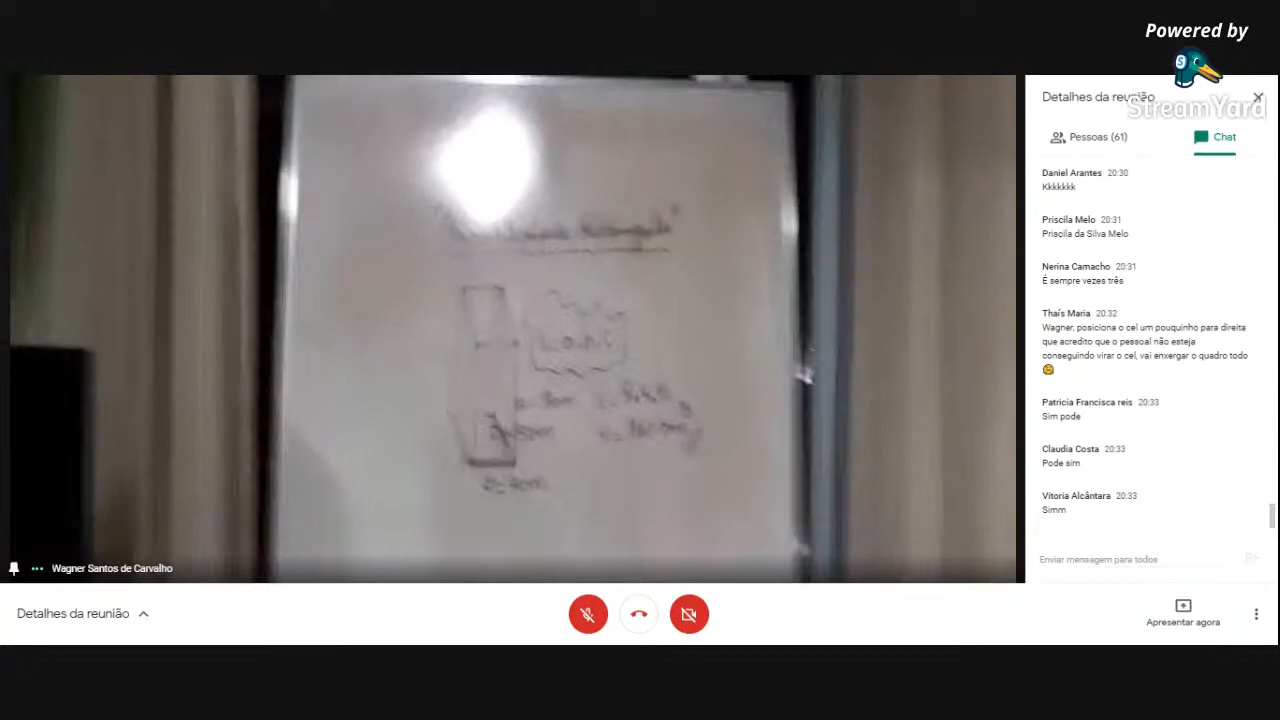 Powered by
StreamYard
Detalhes da reunião
Pessoas (61)
Chat
Daniel Arantes 20:30
Kkkkkkk
Priscila Melo 20:31
Priscila da Silva Melo
Nerina Camacho 20:31
É sempre vezes três
Thaís Maria 20:32
Wagner, posiciona o cel um pouquinho para direita
que acredito que o pessoal não esteja
conseguindo virar o cel, vai enxergar o quadro todo
Patricia Francisca reis 20:33
Sim pode
Claudia Costa 20:33
Pode sim
Vitoria Alcântara 20:33
Simm
Enviar mensagem para todos
Wagner Santos de Carvalho
Detalhes da reunião
Apresentar agora